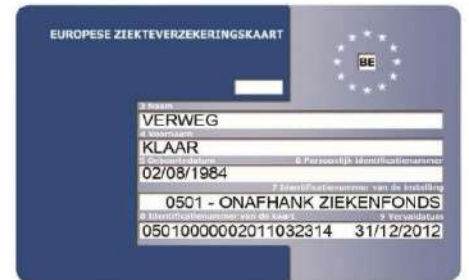 EUROPESE ZIEKTEVERZEKERINGSKAART
BE
3 Naam
VERWEG
4 Voornaam
KLAAR
5 Geboortedatum 6 Persoonlijk identificatienummer
02/08/1984
7 Identificatienummer van de instelling
0501 - ONAFHANK ZIEKENFONDS
8 Identificatienummer van de kaart 9 Vervaldatum
05010000002011032314 31/12/2012